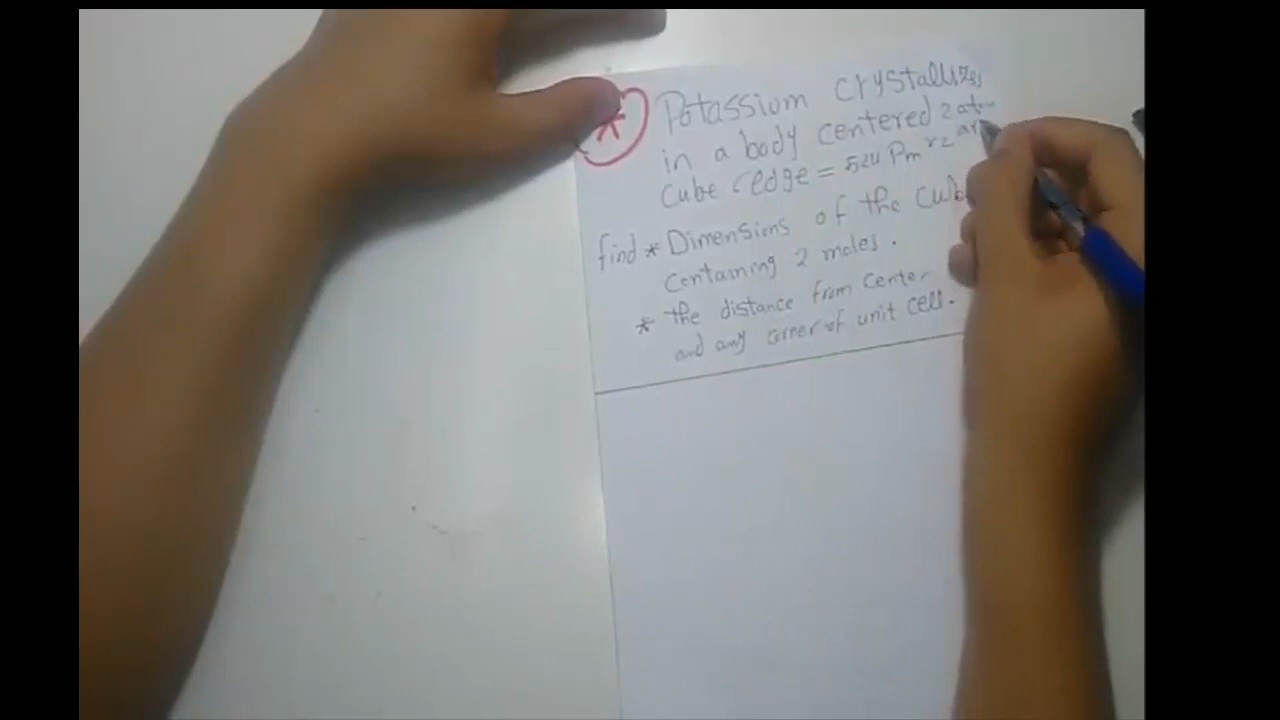 * Potassium crystallizes
in a body centered 2
cube edge = 524 Pm
find * Dimensions of the cube
containing 2 moles.
* the distance from center
and any corner of unit cell.